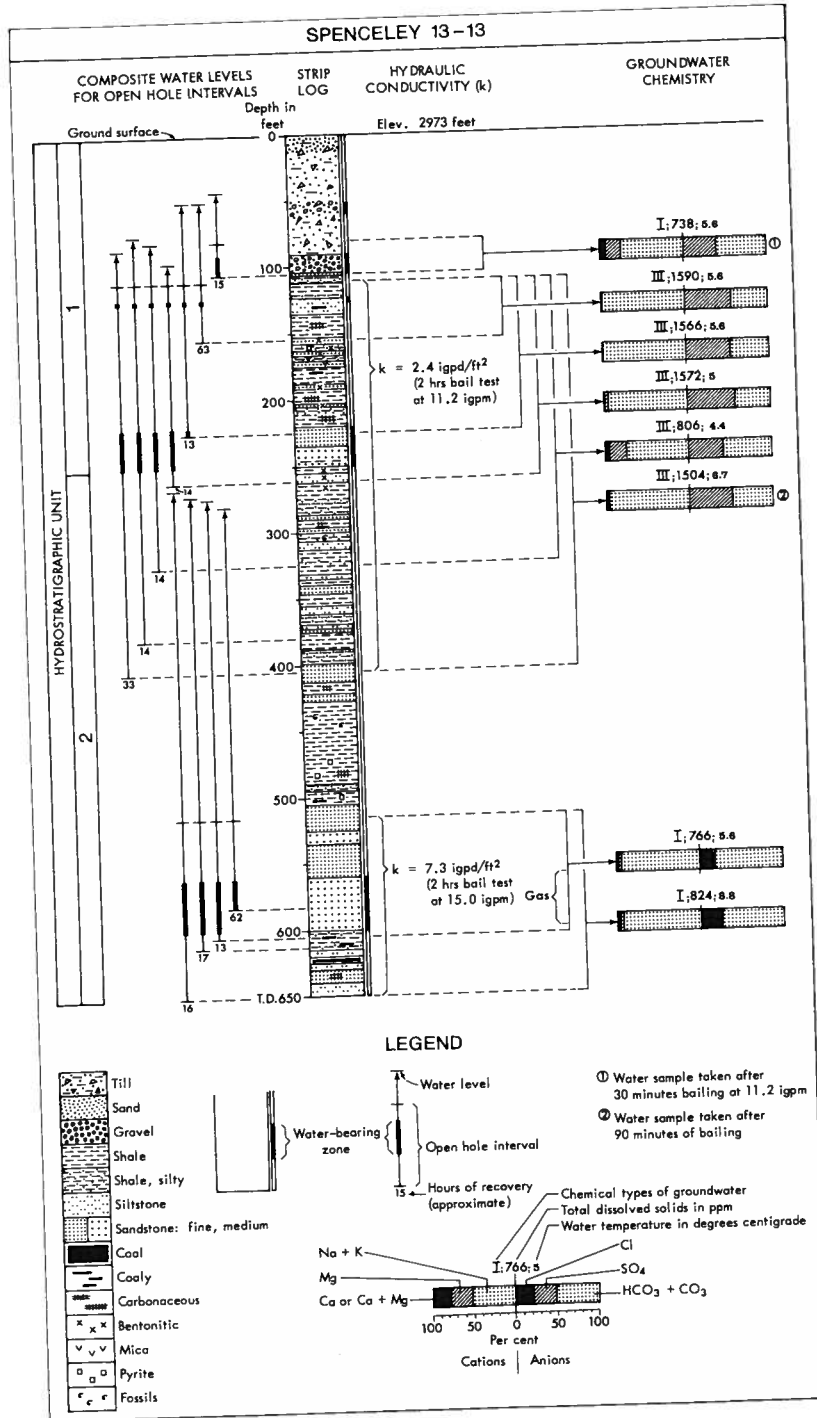 SPENCELEY 13-13
COMPOSITE WATER LEVELS
FOR OPEN HOLE INTERVALS
STRIP
LOG
HYDRAULIC
CONDUCTIVITY (k)
GROUNDWATER
CHEMISTRY
Depth in
feet
Ground surface
0
Elev. 2973 feet
HYDROSTRATIGRAPHIC UNIT
1
2
100
200
300
400
500
600
T.D.650
15
63
13
14
14
14
33
62
13
17
16
k = 2.4 igpd/ft²
(2 hrs bail test
at 11.2 igpm)
k = 7.3 igpd/ft²
(2 hrs bail test
at 15.0 igpm)
Gas
I;738;5.6
①
III;1590;5.6
III;1566;5.6
III;1572;5
III;806;4.4
III;1504;6.7
②
I;766;5.6
I;824;8.8
LEGEND
Till
Sand
Gravel
Shale
Shale, silty
Siltstone
Sandstone: fine, medium
Coal
Coaly
Carbonaceous
Bentonitic
Mica
Pyrite
Fossils
Water-bearing
zone
Water level
Open hole interval
15
Hours of recovery
(approximate)
① Water sample taken after
30 minutes bailing at 11.2 igpm
② Water sample taken after
90 minutes of bailing
Chemical types of groundwater
Total dissolved solids in ppm
Water temperature in degrees centigrade
Na + K
Mg
Ca or Ca + Mg
I;766;5
Cl
SO₄
HCO₃ + CO₃
100 50 0 50 100
Per cent
Cations | Anions